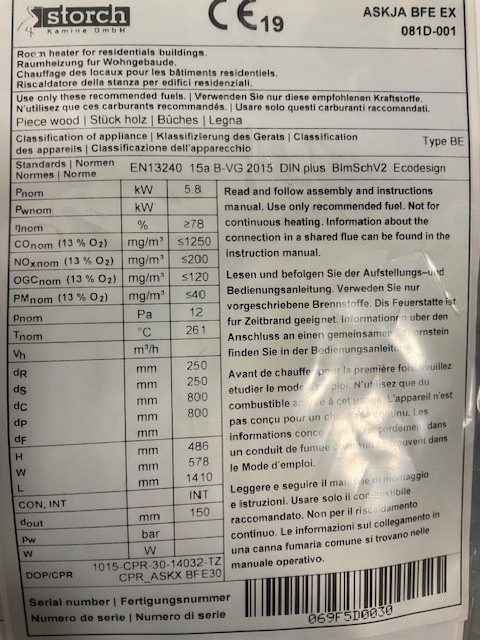 storch
Kamine GmbH
CE 19
ASKJA BFE EX
081D-001
Room heater for residentials buildings.
Raumheizung fur Wohngebaude.
Chauffage des locaux pour les bâtiments residentiels.
Riscaldatore della stanza per edifici residenziali.
Use only these recommended fuels. | Verwenden Sie nur diese empfohlenen Kraftstoffe.
N'utilisez que ces carburants recommandés. | Usare solo questi carburanti raccomandati.
Piece wood | Stück holz | Bûches | Legna
Classification of appliance | Klassifizierung des Gerats | Classification
des appareils | Classificazione dell'apparecchio
Type BE
Standards | Normen
Normes | Norme
EN13240 15a B-VG 2015 DIN plus BImSchV2 Ecodesign
Pnom kW 5.8
Pwnom kW
ηnom % ≥78
COnom (13 % O2) mg/m³ ≤1250
NOxnom (13 % O2) mg/m³ ≤200
OGCnom (13 % O2) mg/m³ ≤120
PMnom (13 % O2) mg/m³ ≤40
Pnom Pa 12
Tnom °C 261
Vh m³/h
dR mm 250
dS mm 250
dC mm 800
dP mm 800
dF mm
H mm 486
W mm 578
L mm 1410
CON, INT INT
dout mm 150
Pw bar
W W
DOP/CPR 1015-CPR-30-14032-TZ
CPR_ASKX BFE30
Read and follow assembly and instructions
manual. Use only recommended fuel. Not for
continuous heating. Information about the
connection in a shared flue can be found in the
instruction manual.
Lesen und befolgen Sie der Aufstellungs-und
Bedienungsanleitung. Verweden Sie nur
vorgeschriebene Brennstoffe. Dis Feuerstatte ist
fur Zeitbrand geeignet. Informationen uber den
Anschluss an einen gemeinsamen
finden Sie in der Bedienungsanleitung
Avant de chauffer pour la première fois, veuillez
etudier le mode N'utilisez que du
combustible à cet L'appareil n'est
pas conçu pour un Les
informations dans
un conduit de fumée peuvent dans
le Mode d'emploi.
Leggere e seguire il manuale di montaggio
e istruzioni. Usare solo il combustibile
raccomandato. Non per il riscaldamento
continuo. Le informazioni sul collegamento in
una canna fumaria comune si trovano nelle
manuale operativo.
Serial number | Fertigungsnummer
Numero de serie | Numero di serie
069F5D0030